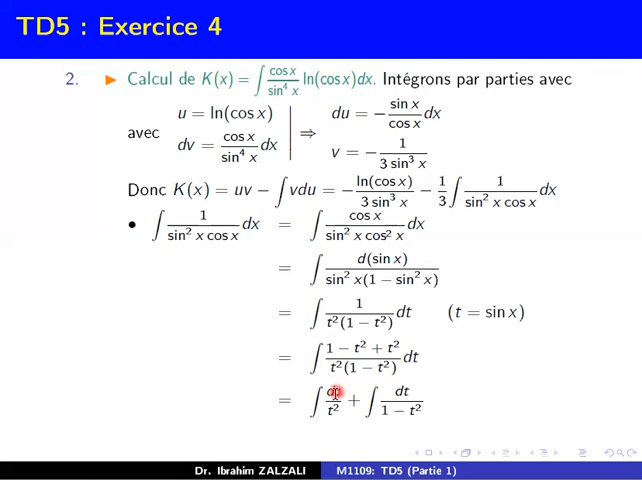 TD5 : Exercice 4
2. ► Calcul de K(x) = ∫ cos x / sin⁴ x ln(cos x)dx. Intégrons par parties avec
avec u = ln(cos x) ⇒ du = − sin x / cos x dx
dv = cos x / sin⁴ x dx v = − 1 / 3 sin³ x
Donc K(x) = uv − ∫ vdu = − ln(cos x) / 3 sin³ x − 1/3 ∫ 1 / sin² x cos x dx
• ∫ 1 / sin² x cos x dx = ∫ cos x / sin² x cos² x dx
= ∫ d(sin x) / sin² x(1 − sin² x)
= ∫ 1 / t²(1 − t²) dt (t = sin x)
= ∫ 1 − t² + t² / t²(1 − t²) dt
= ∫ dt / t² + ∫ dt / 1 − t²
Dr. Ibrahim ZALZALI M1109: TD5 (Partie 1)